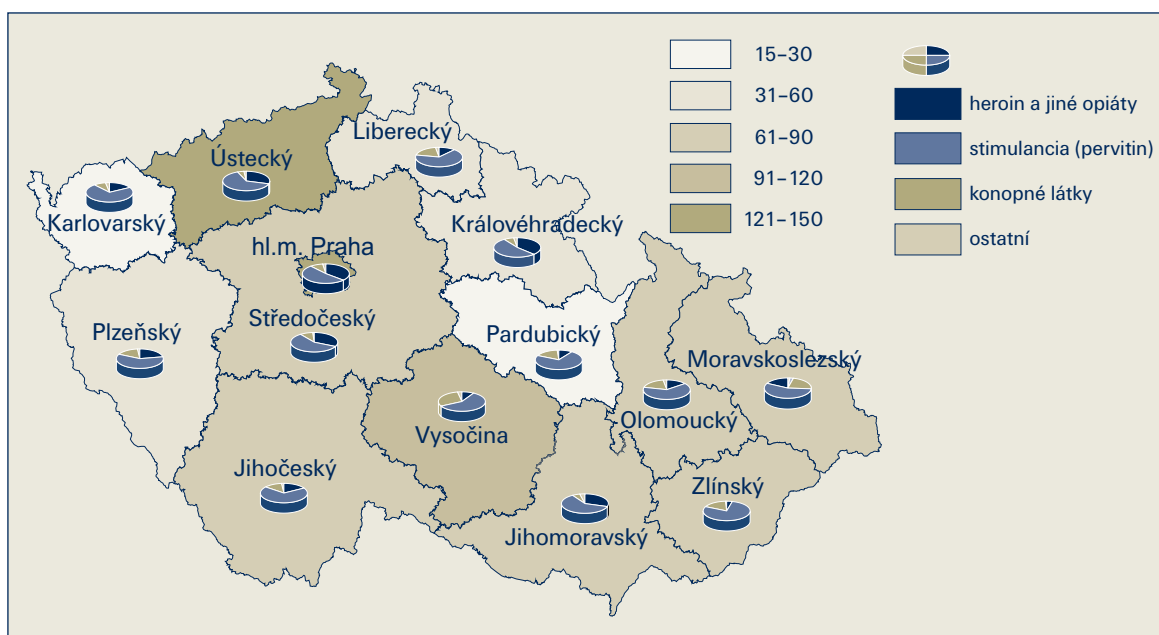 15–30
31–60
61–90
91–120
121–150
heroin a jiné opiáty
stimulancia (pervitin)
konopné látky
ostatní
Liberecký
Ústecký
Karlovarský
Královéhradecký
hl.m. Praha
Středočeský
Plzeňský
Pardubický
Moravskoslezský
Olomoucký
Vysočina
Jihočeský
Zlínský
Jihomoravský